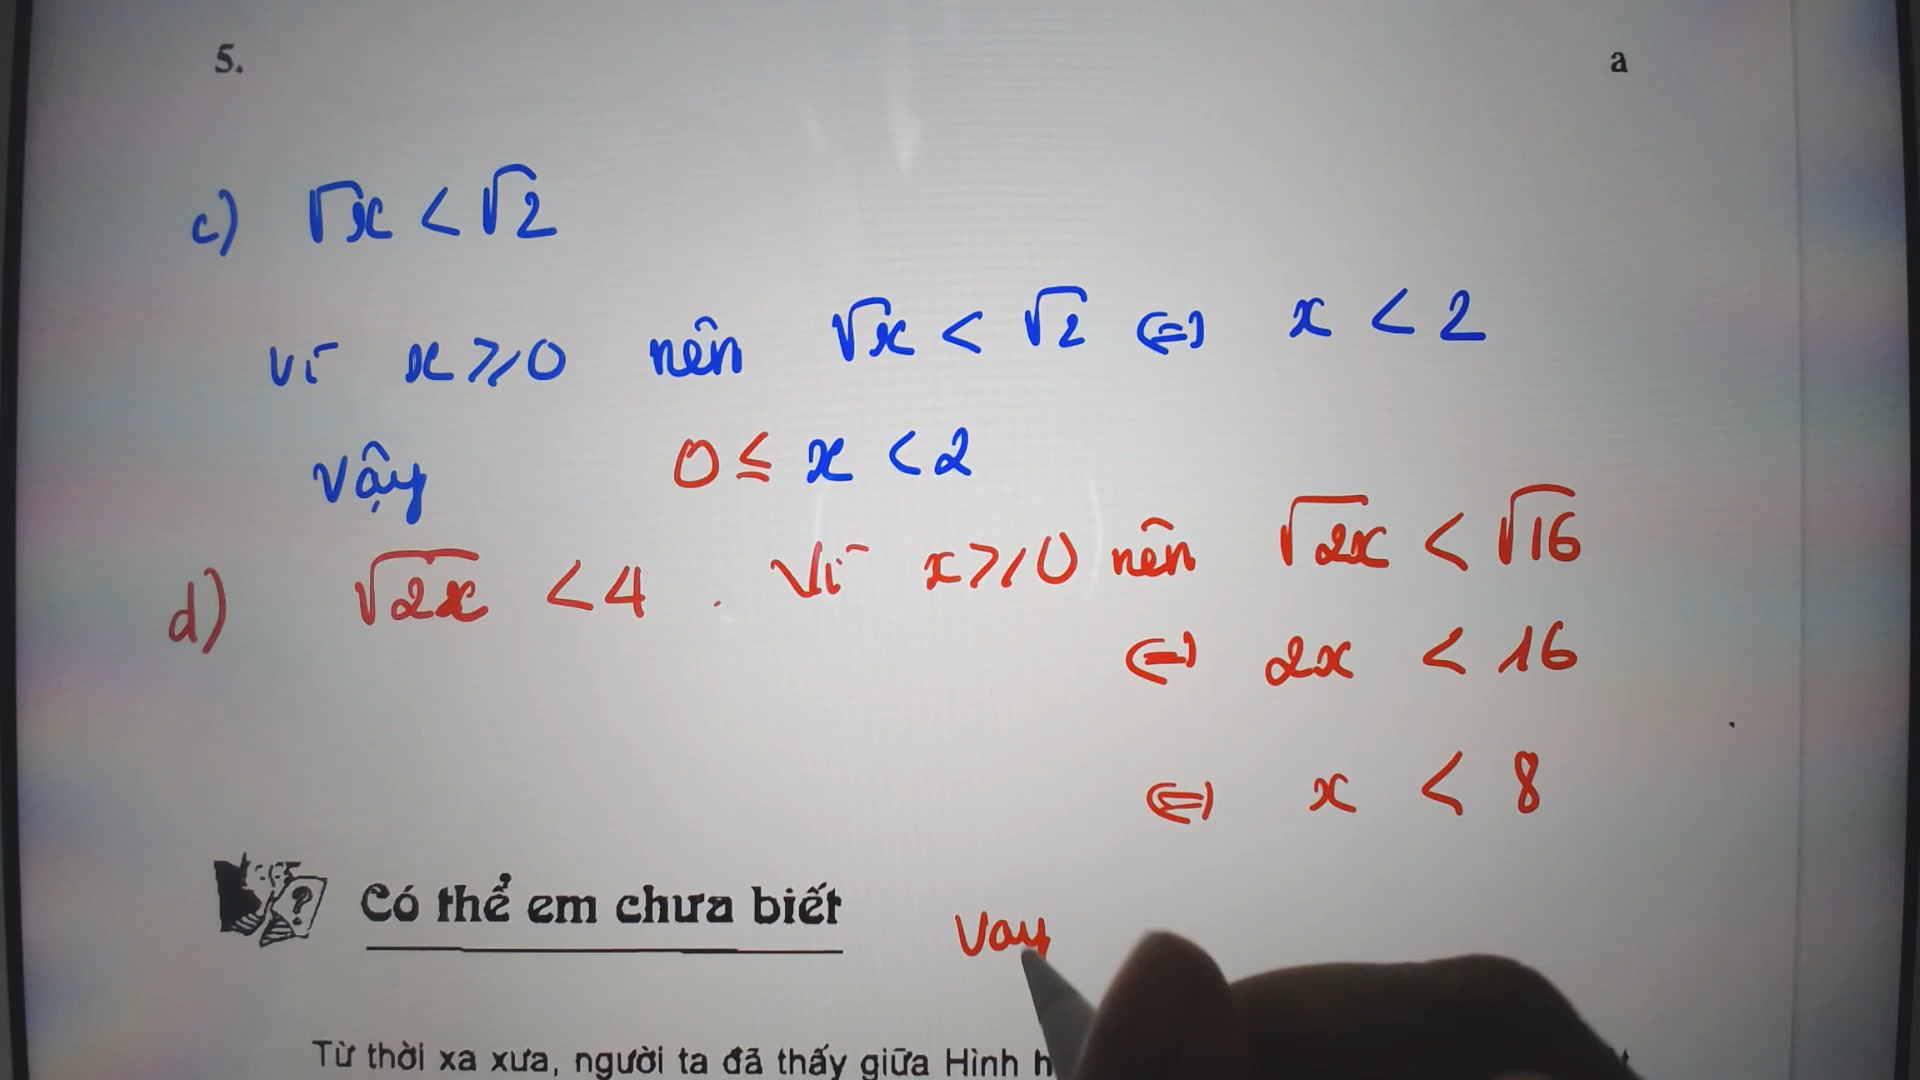 5. a
c) √x < √2
Vì x ⩾ 0 nên √x < √2 ⇔ x < 2
Vậy 0 ≤ x < 2
d) √2x < 4 . Vì x ⩾ 0 nên √2x < √16
⇔ 2x < 16
⇔ x < 8
?
Có thể em chưa biết
Vay
Từ thời xa xưa, người ta đã thấy giữa Hình h